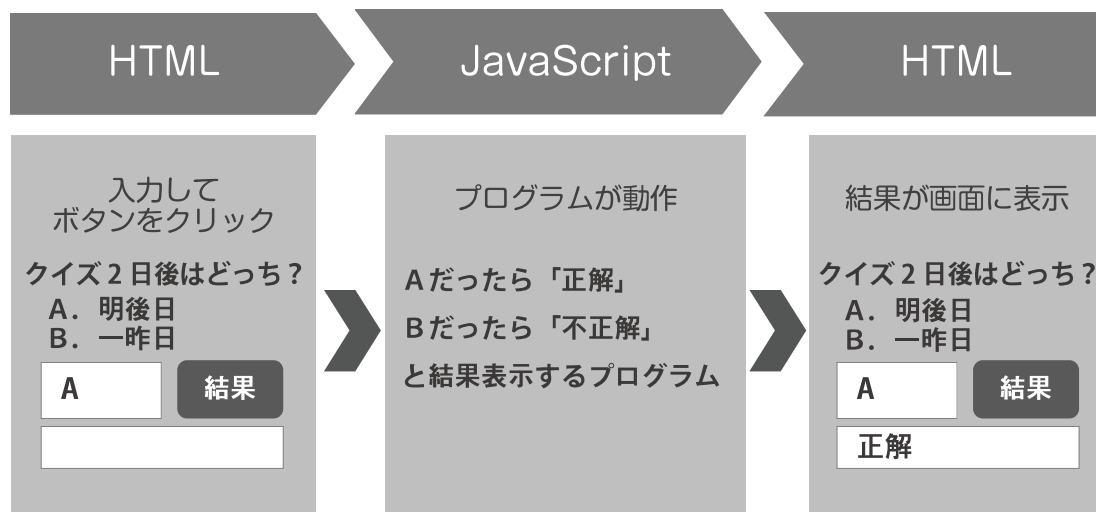 HTML
入力して
ボタンをクリック
クイズ2日後はどっち?
A. 明後日
B. 一昨日
A
結果
JavaScript
プログラムが動作
Aだったら「正解」
Bだったら「不正解」
と結果表示するプログラム
HTML
結果が画面に表示
クイズ2日後はどっち?
A. 明後日
B. 一昨日
A
結果
正解